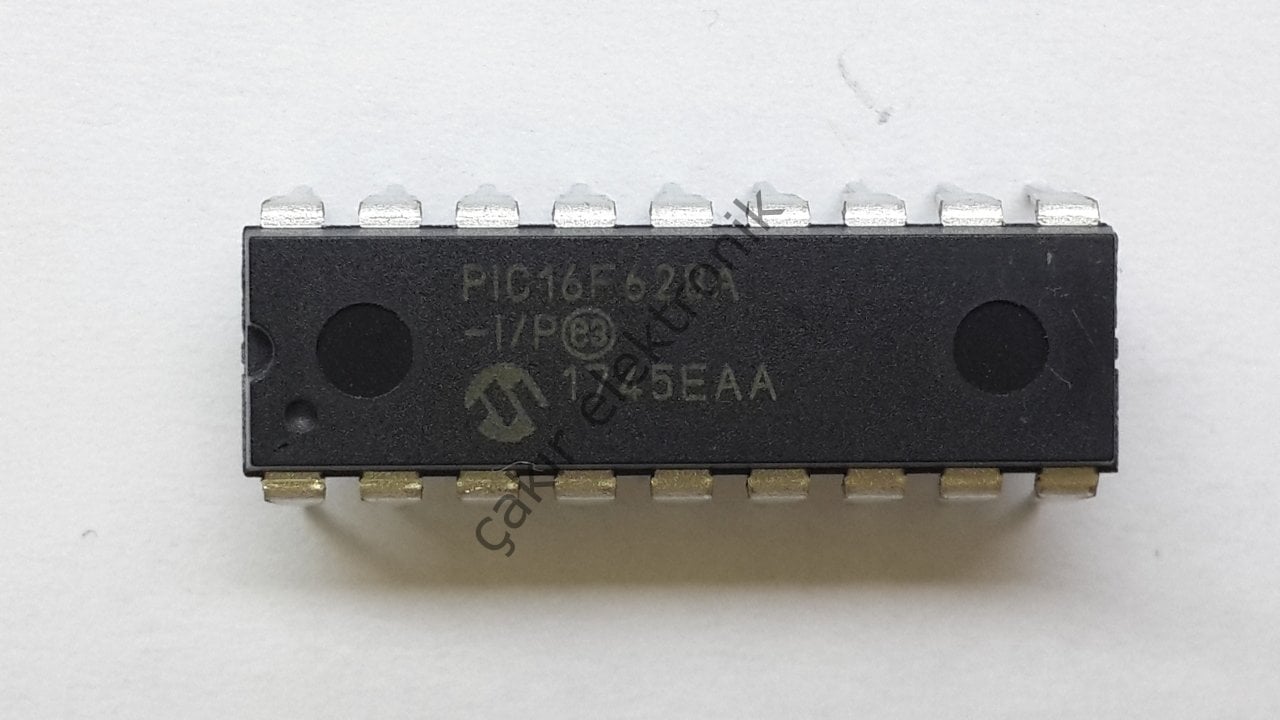 PIC16F628A
-I/P e3
1745EAA
çakır elektronik